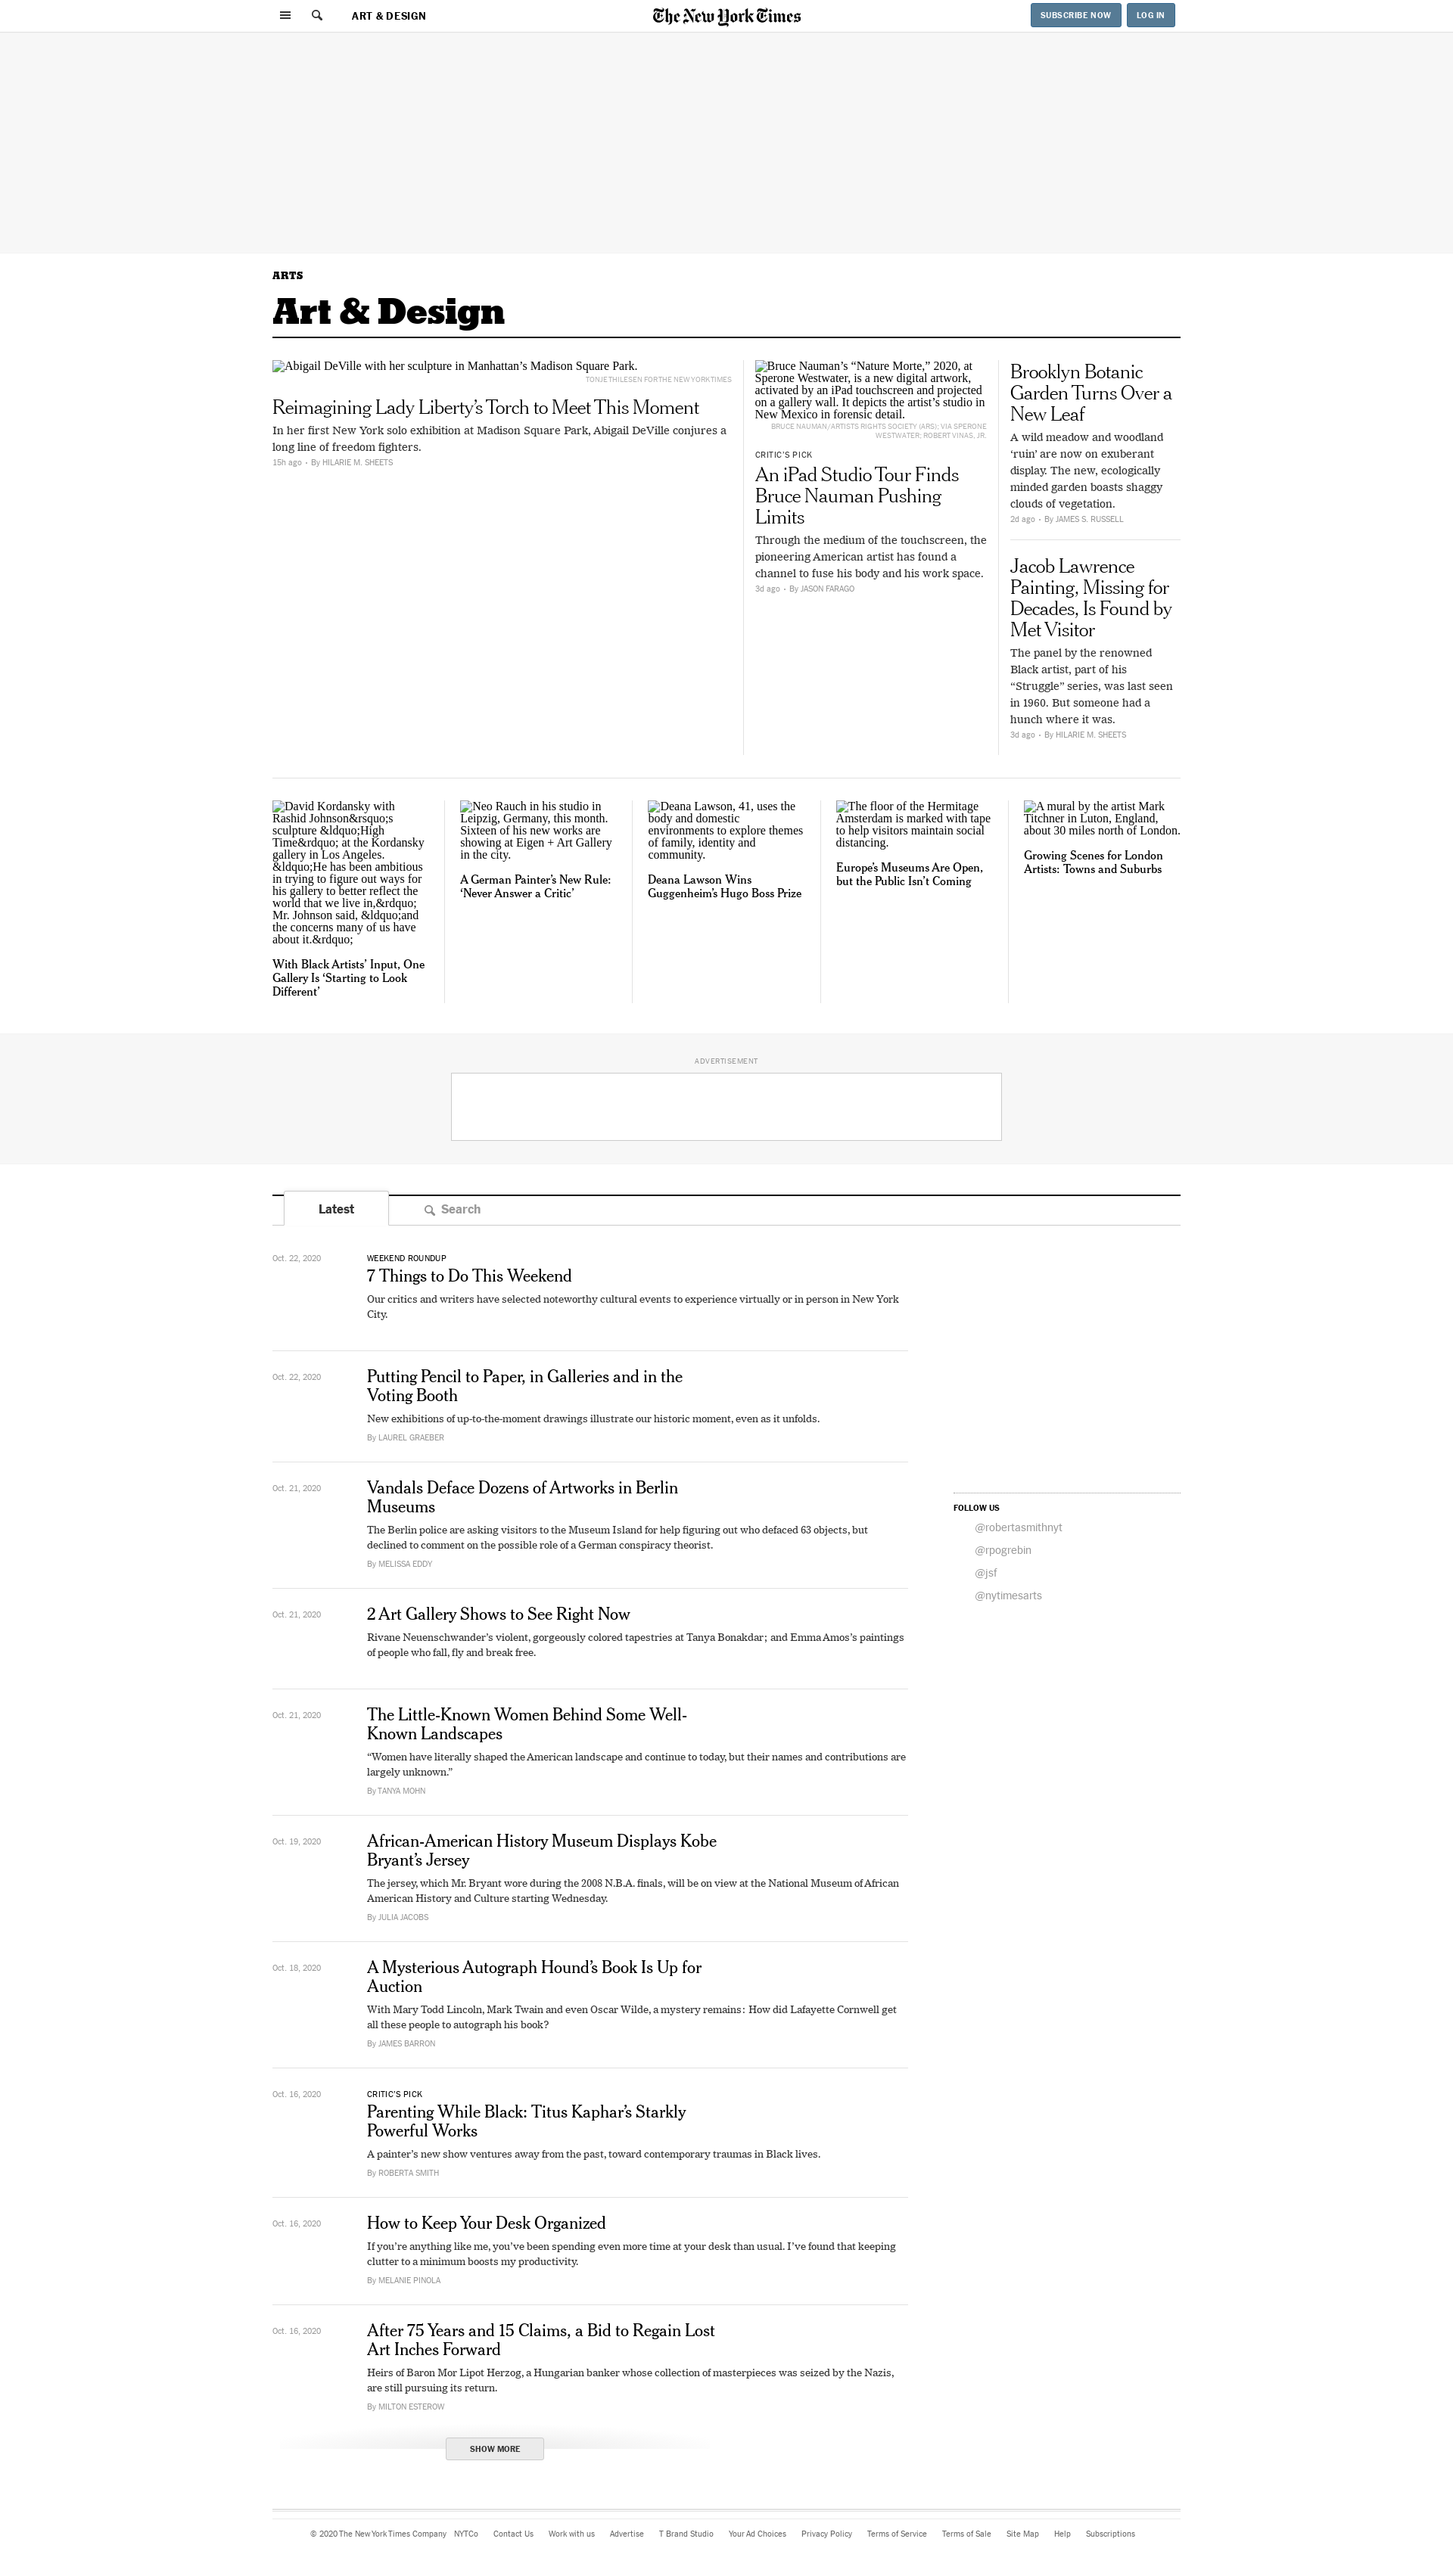 ART & DESIGN
The New York Times
SUBSCRIBE NOW
LOG IN
ARTS
Art & Design
Abigail DeVille with her sculpture in Manhattan’s Madison Square Park.
TONJE THILESEN FOR THE NEW YORK TIMES
Reimagining Lady Liberty’s Torch to Meet This Moment
In her first New York solo exhibition at Madison Square Park, Abigail DeVille conjures a
long line of freedom fighters.
15h ago • By HILARIE M. SHEETS
Bruce Nauman’s “Nature Morte,” 2020, at
Sperone Westwater, is a new digital artwork,
activated by an iPad touchscreen and projected
on a gallery wall. It depicts the artist’s studio in
New Mexico in forensic detail.
BRUCE NAUMAN/ARTISTS RIGHTS SOCIETY (ARS); VIA SPERONE
WESTWATER; ROBERT VINAS, JR.
CRITIC’S PICK
An iPad Studio Tour Finds
Bruce Nauman Pushing
Limits
Through the medium of the touchscreen, the
pioneering American artist has found a
channel to fuse his body and his work space.
3d ago • By JASON FARAGO
Brooklyn Botanic
Garden Turns Over a
New Leaf
A wild meadow and woodland
‘ruin’ are now on exuberant
display. The new, ecologically
minded garden boasts shaggy
clouds of vegetation.
2d ago • By JAMES S. RUSSELL
Jacob Lawrence
Painting, Missing for
Decades, Is Found by
Met Visitor
The panel by the renowned
Black artist, part of his
“Struggle” series, was last seen
in 1960. But someone had a
hunch where it was.
3d ago • By HILARIE M. SHEETS
David Kordansky with
Rashid Johnson&rsquo;s
sculpture &ldquo;High
Time&rdquo; at the Kordansky
gallery in Los Angeles.
&ldquo;He has been ambitious
in trying to figure out ways for
his gallery to better reflect the
world that we live in,&rdquo;
Mr. Johnson said, &ldquo;and
the concerns many of us have
about it.&rdquo;
With Black Artists’ Input, One
Gallery Is ‘Starting to Look
Different’
Neo Rauch in his studio in
Leipzig, Germany, this month.
Sixteen of his new works are
showing at Eigen + Art Gallery
in the city.
A German Painter’s New Rule:
‘Never Answer a Critic’
Deana Lawson, 41, uses the
body and domestic
environments to explore themes
of family, identity and
community.
Deana Lawson Wins
Guggenheim’s Hugo Boss Prize
The floor of the Hermitage
Amsterdam is marked with tape
to help visitors maintain social
distancing.
Europe’s Museums Are Open,
but the Public Isn’t Coming
A mural by the artist Mark
Titchner in Luton, England,
about 30 miles north of London.
Growing Scenes for London
Artists: Towns and Suburbs
ADVERTISEMENT
Latest
Search
Oct. 22, 2020
WEEKEND ROUNDUP
7 Things to Do This Weekend
Our critics and writers have selected noteworthy cultural events to experience virtually or in person in New York
City.
Oct. 22, 2020
Putting Pencil to Paper, in Galleries and in the
Voting Booth
New exhibitions of up-to-the-moment drawings illustrate our historic moment, even as it unfolds.
By LAUREL GRAEBER
Oct. 21, 2020
Vandals Deface Dozens of Artworks in Berlin
Museums
The Berlin police are asking visitors to the Museum Island for help figuring out who defaced 63 objects, but
declined to comment on the possible role of a German conspiracy theorist.
By MELISSA EDDY
Oct. 21, 2020
2 Art Gallery Shows to See Right Now
Rivane Neuenschwander’s violent, gorgeously colored tapestries at Tanya Bonakdar; and Emma Amos’s paintings
of people who fall, fly and break free.
Oct. 21, 2020
The Little-Known Women Behind Some Well-
Known Landscapes
“Women have literally shaped the American landscape and continue to today, but their names and contributions are
largely unknown.”
By TANYA MOHN
Oct. 19, 2020
African-American History Museum Displays Kobe
Bryant’s Jersey
The jersey, which Mr. Bryant wore during the 2008 N.B.A. finals, will be on view at the National Museum of African
American History and Culture starting Wednesday.
By JULIA JACOBS
Oct. 18, 2020
A Mysterious Autograph Hound’s Book Is Up for
Auction
With Mary Todd Lincoln, Mark Twain and even Oscar Wilde, a mystery remains: How did Lafayette Cornwell get
all these people to autograph his book?
By JAMES BARRON
Oct. 16, 2020
CRITIC’S PICK
Parenting While Black: Titus Kaphar’s Starkly
Powerful Works
A painter’s new show ventures away from the past, toward contemporary traumas in Black lives.
By ROBERTA SMITH
Oct. 16, 2020
How to Keep Your Desk Organized
If you’re anything like me, you’ve been spending even more time at your desk than usual. I’ve found that keeping
clutter to a minimum boosts my productivity.
By MELANIE PINOLA
Oct. 16, 2020
After 75 Years and 15 Claims, a Bid to Regain Lost
Art Inches Forward
Heirs of Baron Mor Lipot Herzog, a Hungarian banker whose collection of masterpieces was seized by the Nazis,
are still pursuing its return.
By MILTON ESTEROW
SHOW MORE
FOLLOW US
@robertasmithnyt
@rpogrebin
@jsf
@nytimesarts
© 2020 The New York Times Company NYTCo Contact Us Work with us Advertise T Brand Studio Your Ad Choices Privacy Policy Terms of Service Terms of Sale Site Map Help Subscriptions